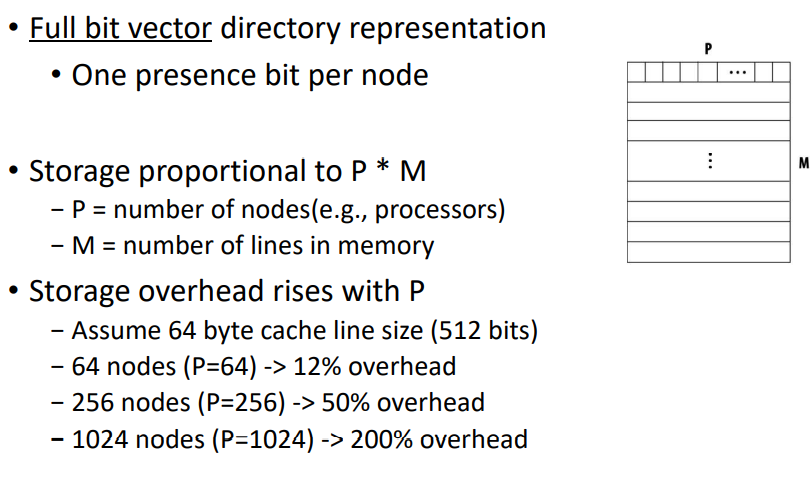 • Full bit vector directory representation
• One presence bit per node
• Storage proportional to P * M
– P = number of nodes(e.g., processors)
– M = number of lines in memory
• Storage overhead rises with P
– Assume 64 byte cache line size (512 bits)
– 64 nodes (P=64) -> 12% overhead
– 256 nodes (P=256) -> 50% overhead
– 1024 nodes (P=1024) -> 200% overhead
P
...
⋮
M